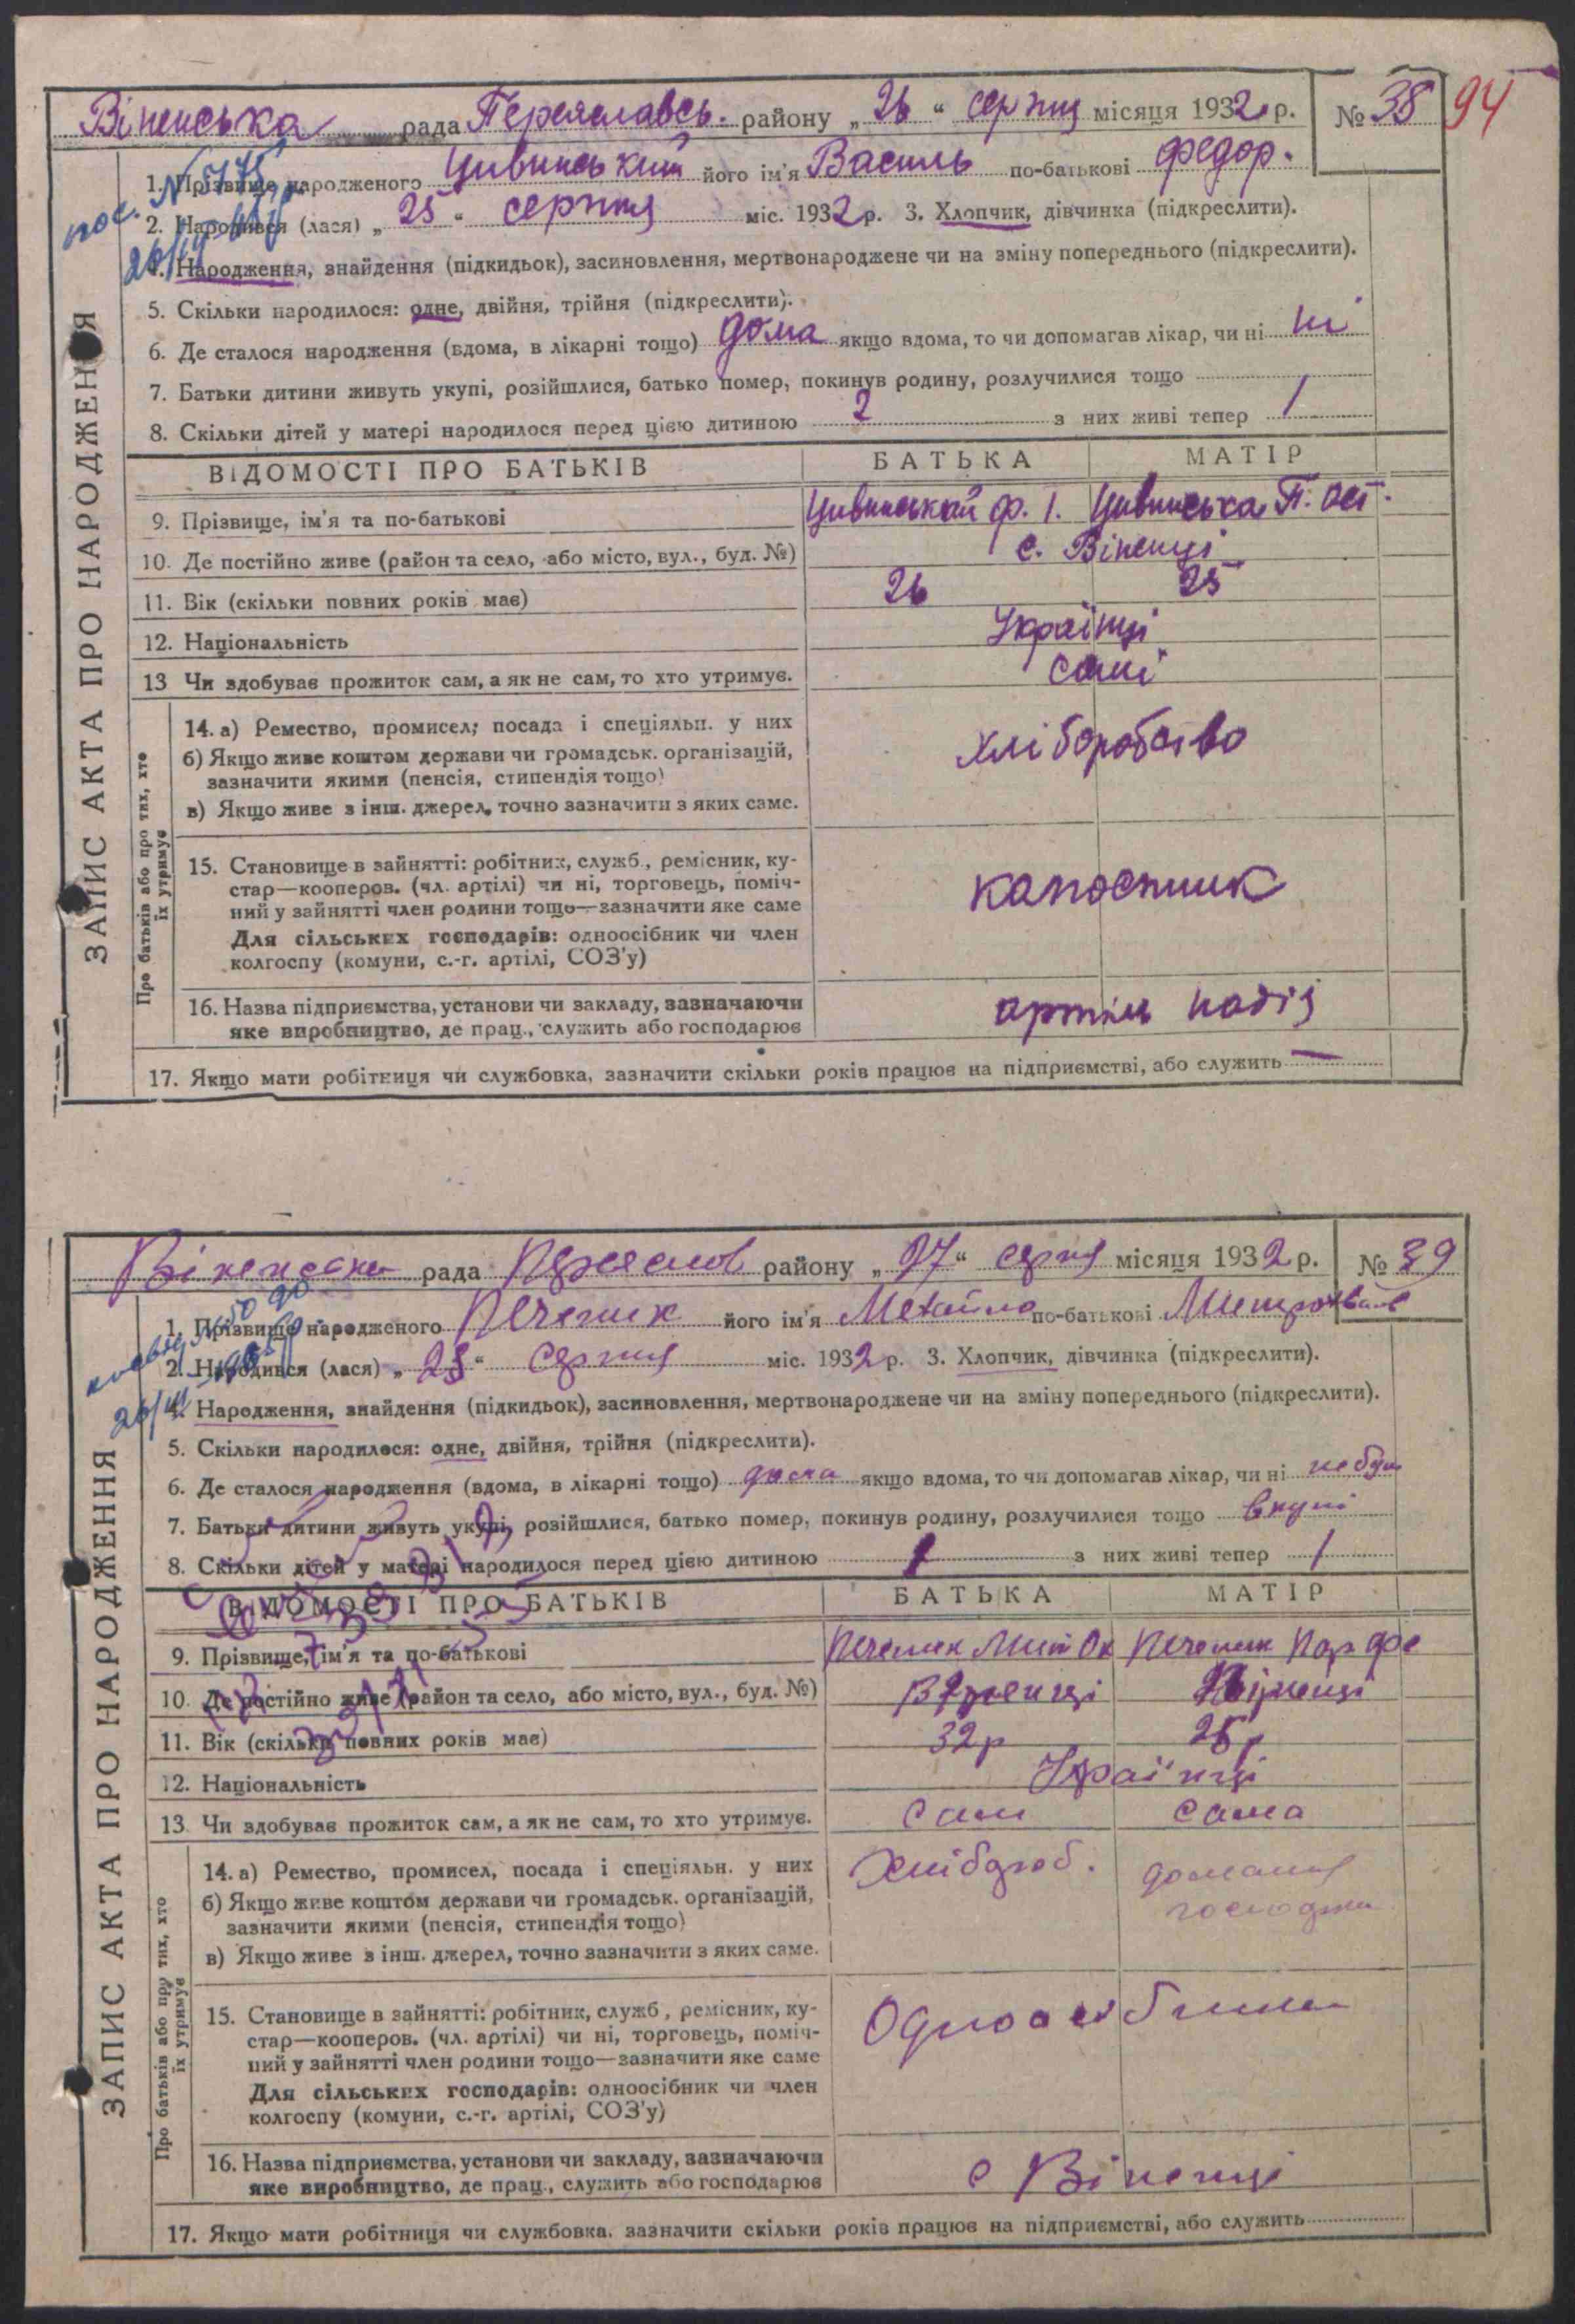 Віненська рада Переяславсь. району „26“ серпня місяця 1932 р. № 38 94
1. Прізвище народженого Цивинський його ім'я Василь по-батькові Федор.
2. Народився (лася) „25“ серпня міс. 1932 р. 3. Хлопчик, дівчинка (підкреслити).
4. Народження, знайдення (підкидьок), засиновлення, мертвонароджене чи на зміну попереднього (підкреслити).
5. Скільки народилося: одне, двійня, трійня (підкреслити).
6. Де сталося народження (вдома, в лікарні тощо) дома якщо вдома, то чи допомагав лікар, чи ні ні
7. Батьки дитини живуть укупі, розійшлися, батько помер, покинув родину, розлучилися тощо
8. Скільки дітей у матері народилося перед цією дитиною 2 з них живі тепер 1
ЗАПИС АКТА ПРО НАРОДЖЕННЯ
ВІДОМОСТІ ПРО БАТЬКІВ БАТЬКА МАТІР
9. Прізвище, ім'я та по-батькові Цивинський Ф. І. Цивинська П. Ост.
10. Де постійно живе (район та село, або місто, вул., буд. №) с. Віненці
11. Вік (скільки повних років має) 26 25
12. Національність Українці
13 Чи здобуває прожиток сам, а як не сам, то хто утримує. самі
Про батьків або про тих, хто їх утримує
14. а) Ремество, промисел; посада і спеціяльн. у них
хліборобство
б) Якщо живе коштом держави чи громадськ. організацій,
зазначити якими (пенсія, стипендія тощо)
в) Якщо живе з інш. джерел, точно зазначити з яких саме.
15. Становище в зайнятті: робітник, служб., ремісник, ку-
стар—кооперов. (чл. артілі) чи ні, торговець, поміч-
ний у зайнятті член родини тощо—зазначити яке саме
Для сільських господарів: одноосібник чи член
колгоспу (комуни, с.-г. артілі, СОЗ'у)
16. Назва підприємства, установи чи закладу, зазначаючи
артіль надія
яке виробництво, де прац., служить або господарює
17. Якщо мати робітниця чи службовка, зазначити скільки років працює на підприємстві, або служить —
Віненська рада Переяслов району „27“ серпня місяця 1932 р. № 39
1. Прізвище народженого його ім'я Михайло по-батькові
2. Народився (лася) „25“ Серпня міс. 1932 р. 3. Хлопчик, дівчинка (підкреслити).
4. Народження, знайдення (підкидьок), засиновлення, мертвонароджене чи на зміну попереднього (підкреслити).
5. Скільки народилося: одне, двійня, трійня (підкреслити).
6. Де сталося народження (вдома, в лікарні тощо) дома якщо вдома, то чи допомагав лікар, чи ні
7. Батьки дитини живуть укупі, розійшлися, батько помер, покинув родину, розлучилися тощо вкупі
8. Скільки дітей у матері народилося перед цією дитиною 1 з них живі тепер 1
ЗАПИС АКТА ПРО НАРОДЖЕННЯ
ВІДОМОСТІ ПРО БАТЬКІВ БАТЬКА МАТІР
9. Прізвище, ім'я та по-батькові
10. Де постійно живе (район та село, або місто, вул., буд. №)
11. Вік (скільки повних років має) 32 р
12. Національність Українці
13. Чи здобуває прожиток сам, а як не сам, то хто утримує. Сам сама
Про батьків або про тих, хто їх утримує
14. а) Ремество, промисел, посада і спеціяльн. у них Хлібороб. домашня
б) Якщо живе коштом держави чи громадськ. організацій,
зазначити якими (пенсія, стипендія тощо)
в) Якщо живе з інш. джерел, точно зазначити з яких саме.
15. Становище в зайнятті: робітник, служб., ремісник, ку-
стар—кооперов. (чл. артілі) чи ні, торговець, поміч-
ний у зайнятті член родини тощо—зазначити яке саме
Для сільських господарів: одноосібник чи член
колгоспу (комуни, с.-г. артілі, СОЗ'у)
16. Назва підприємства, установи чи закладу, зазначаючи
с Віненці
яке виробництво, де прац., служить або господарює
17. Якщо мати робітниця чи службовка, зазначити скільки років працює на підприємстві, або служить